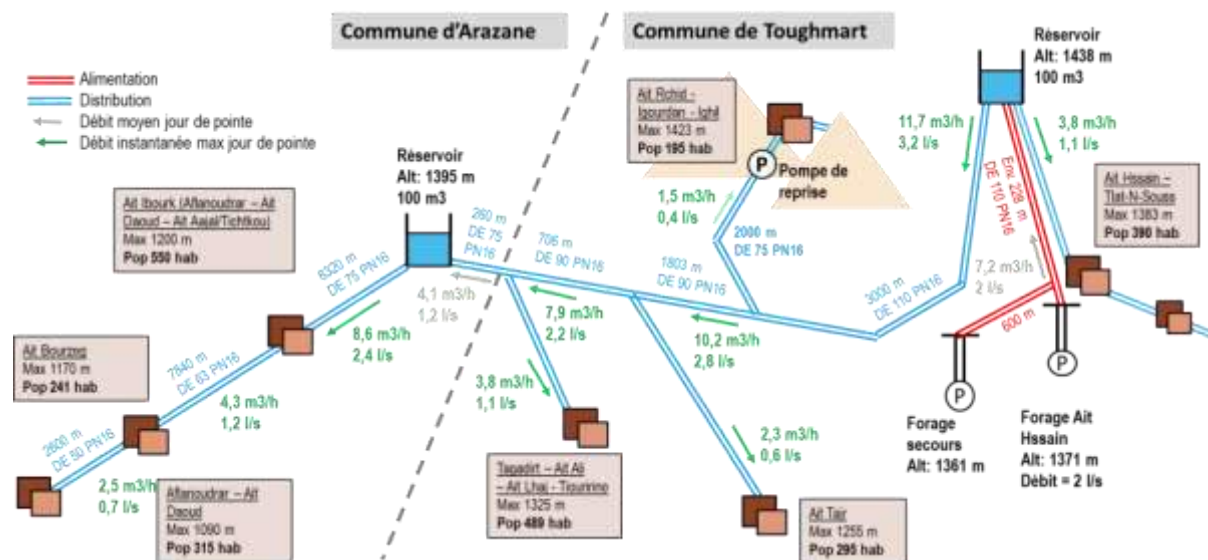 Commune d'Arazane
Commune de Toughmart
Alimentation
Distribution
Débit moyen jour de pointe
Débit instantanée max jour de pointe
Réservoir
Alt: 1395 m
100 m3
Ait Ibourk (Aflanoudrar – Ait
Daoud – Ait Aajal/Tichtkou)
Max 1200 m
Pop 550 hab
Ait Bourzeg
Max 1170 m
Pop 241 hab
Aflanoudrar – Ait
Daoud
Max 1090 m
Pop 315 hab
6320 m
DE 75 PN16
7840 m
DE 63 PN16
2600 m
DE 50 PN16
8,6 m3/h
2,4 l/s
4,3 m3/h
1,2 l/s
2,5 m3/h
0,7 l/s
260 m
DE 75
PN16
4,1 m3/h
1,2 l/s
706 m
DE 90 PN16
7,9 m3/h
2,2 l/s
3,8 m3/h
1,1 l/s
Tagadirt – Ait Ali
– Ait Lhaj - Tiouririne
Max 1325 m
Pop 489 hab
Ait Rchid -
Igourdan - Ighil
Max 1423 m
Pop 195 hab
P
Pompe de
reprise
1,5 m3/h
0,4 l/s
2000 m
DE 75 PN16
1803 m
DE 90 PN16
10,2 m3/h
2,8 l/s
2,3 m3/h
0,6 l/s
Ait Tair
Max 1255 m
Pop 295 hab
3000 m
DE 110 PN16
Réservoir
Alt: 1438 m
100 m3
11,7 m3/h
3,2 l/s
3,8 m3/h
1,1 l/s
Env. 228 m
DE 110 PN16
7,2 m3/h
2 l/s
600 m
Ait Hssain –
Tlat-N-Souss
Max 1383 m
Pop 390 hab
P
P
Forage
secours
Alt: 1361 m
Forage Ait
Hssain
Alt: 1371 m
Débit = 2 l/s